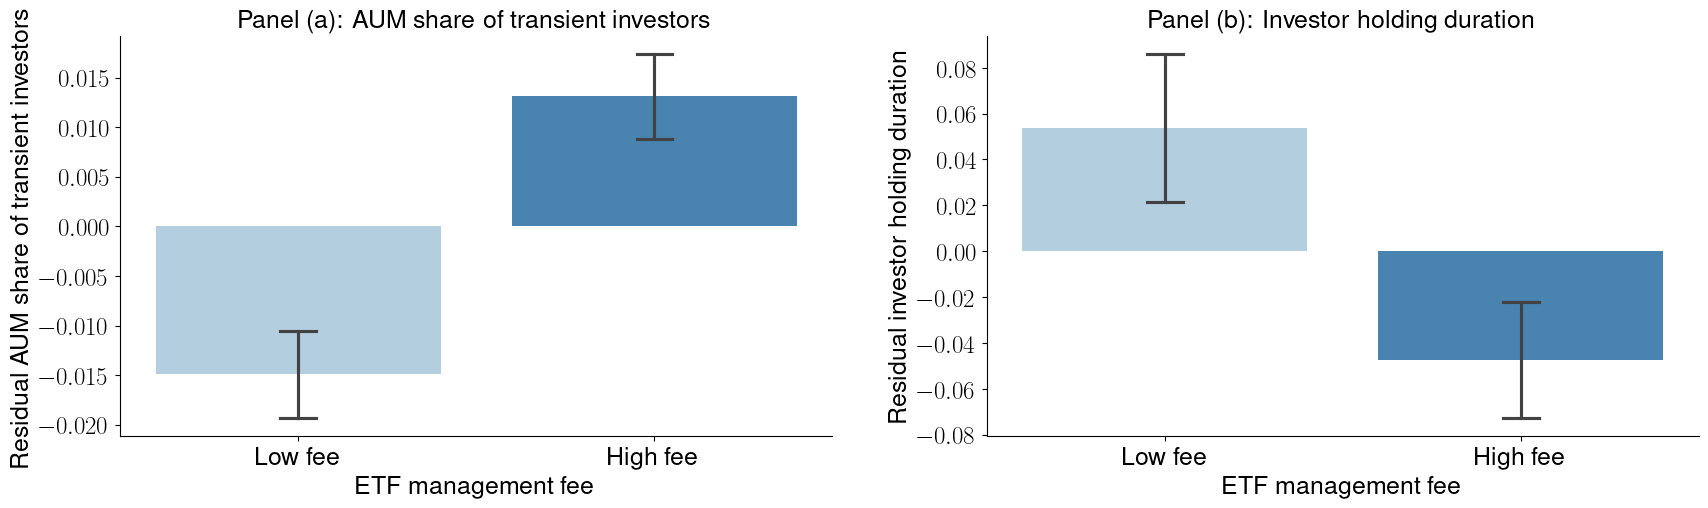 Panel (a): AUM share of transient investors
Residual AUM share of transient investors
0.015
0.010
0.005
0.000
−0.005
−0.010
−0.015
−0.020
Low fee
High fee
ETF management fee
Panel (b): Investor holding duration
Residual investor holding duration
0.08
0.06
0.04
0.02
0.00
−0.02
−0.04
−0.06
−0.08
Low fee
High fee
ETF management fee